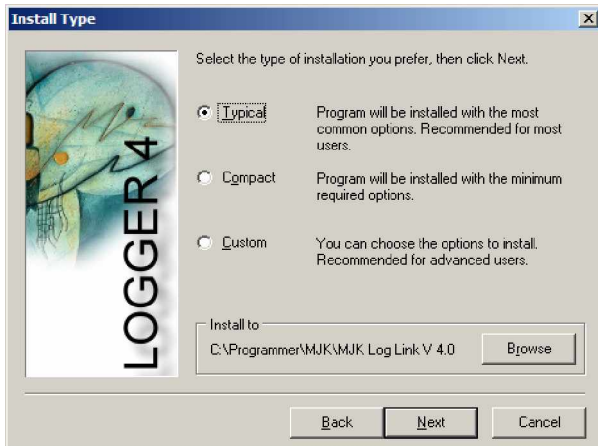 Install Type
Select the type of installation you prefer, then click Next.
LOGGER 4
Typical
Program will be installed with the most
common options. Recommended for most
users.
Compact
Program will be installed with the minimum
required options.
Custom
You can choose the options to install.
Recommended for advanced users.
Install to
C:\Programmer\MJK\MJK Log Link V 4.0
Browse
Back
Next
Cancel